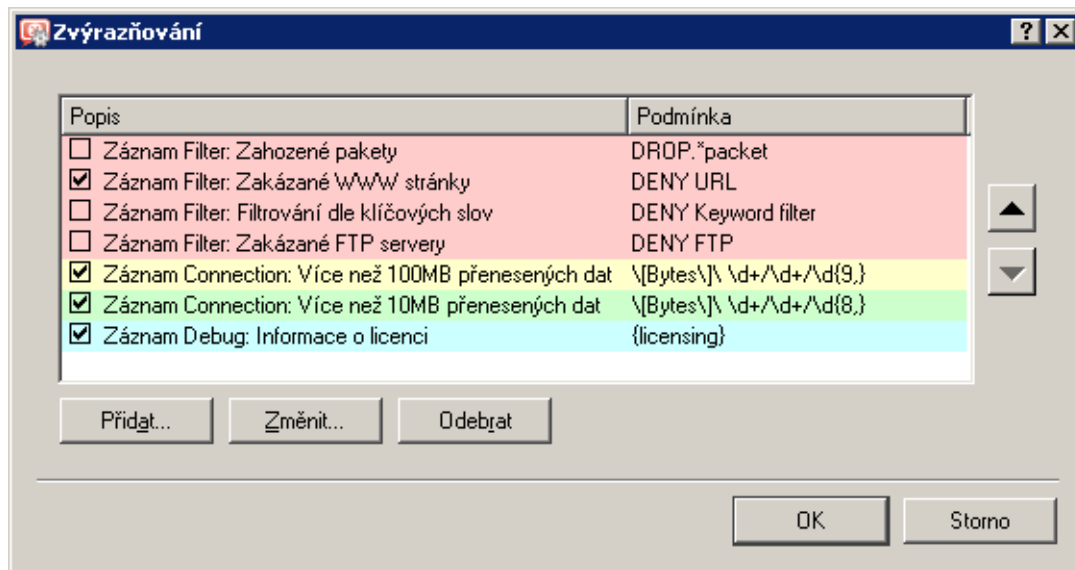 Zvýrazňování
Popis Podmínka
Záznam Filter: Zahozené pakety DROP.*packet
Záznam Filter: Zakázané WWW stránky DENY URL
Záznam Filter: Filtrování dle klíčových slov DENY Keyword filter
Záznam Filter: Zakázané FTP servery DENY FTP
Záznam Connection: Více než 100MB přenesených dat \[Bytes\]\ \d+/\d+/\d{9,}
Záznam Connection: Více než 10MB přenesených dat \[Bytes\]\ \d+/\d+/\d{8,}
Záznam Debug: Informace o licenci {licensing}
Přidat... Změnit... Odebrat
OK Storno